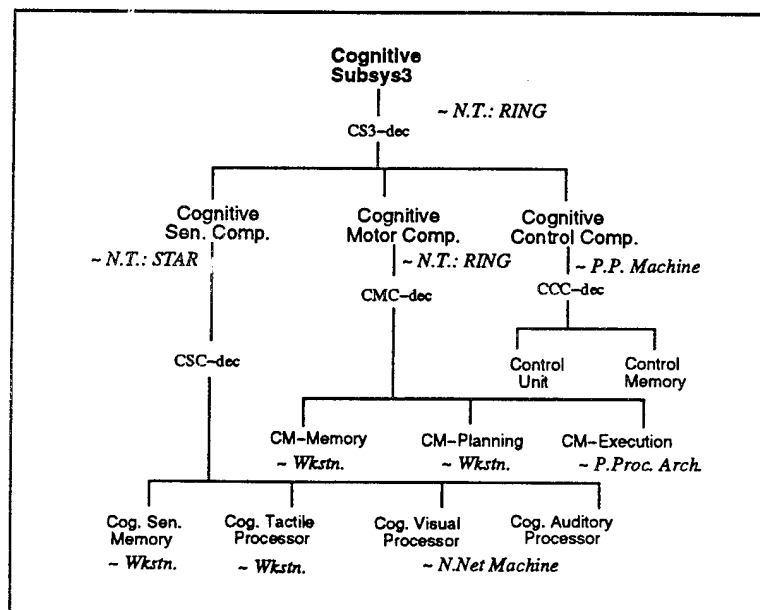 Cognitive
Subsys3
~ N.T.: RING
CS3-dec
Cognitive
Sen. Comp.
~ N.T.: STAR
Cognitive
Motor Comp.
~ N.T.: RING
Cognitive
Control Comp.
~ P.P. Machine
CMC-dec
CCC-dec
CSC-dec
Control
Unit
Control
Memory
CM-Memory
~ Wkstn.
CM-Planning
~ Wkstn.
CM-Execution
~ P.Proc. Arch.
Cog. Sen.
Memory
~ Wkstn.
Cog. Tactile
Processor
~ Wkstn.
Cog. Visual
Processor
~ N.Net Machine
Cog. Auditory
Processor